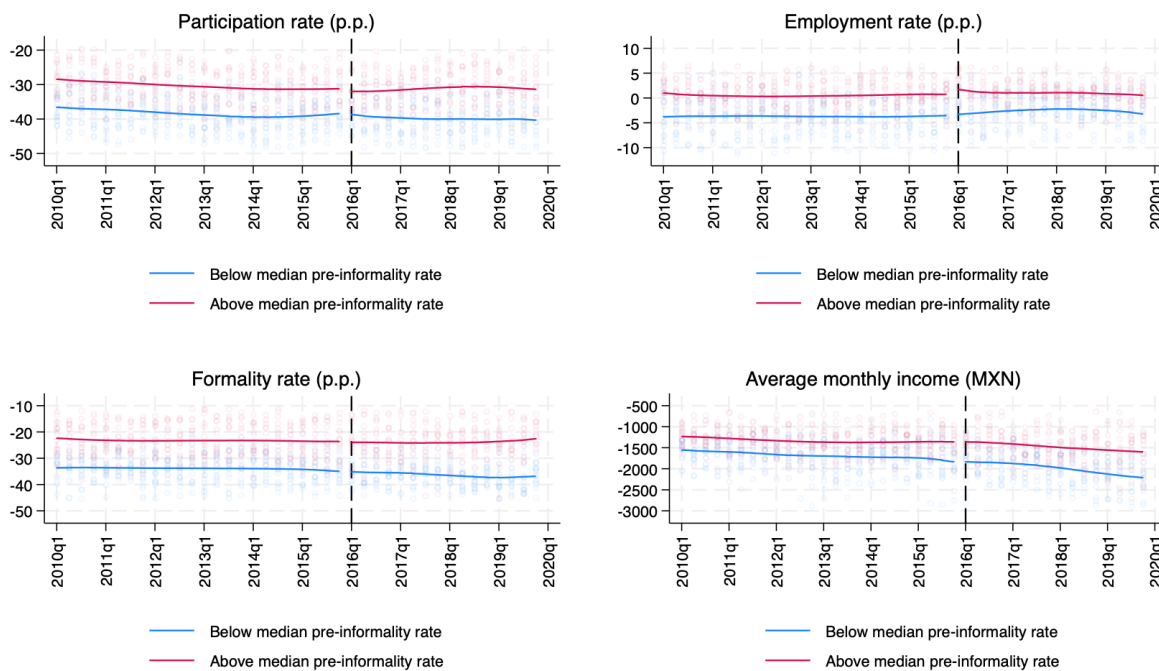 Participation rate (p.p.)
-20
-30
-40
-50
2010q1
2011q1
2012q1
2013q1
2014q1
2015q1
2016q1
2017q1
2018q1
2019q1
2020q1
Below median pre-informality rate
Above median pre-informality rate
Employment rate (p.p.)
10
5
0
-5
-10
2010q1
2011q1
2012q1
2013q1
2014q1
2015q1
2016q1
2017q1
2018q1
2019q1
2020q1
Below median pre-informality rate
Above median pre-informality rate
Formality rate (p.p.)
-10
-20
-30
-40
-50
2010q1
2011q1
2012q1
2013q1
2014q1
2015q1
2016q1
2017q1
2018q1
2019q1
2020q1
Below median pre-informality rate
Above median pre-informality rate
Average monthly income (MXN)
-500
-1000
-1500
-2000
-2500
-3000
2010q1
2011q1
2012q1
2013q1
2014q1
2015q1
2016q1
2017q1
2018q1
2019q1
2020q1
Below median pre-informality rate
Above median pre-informality rate